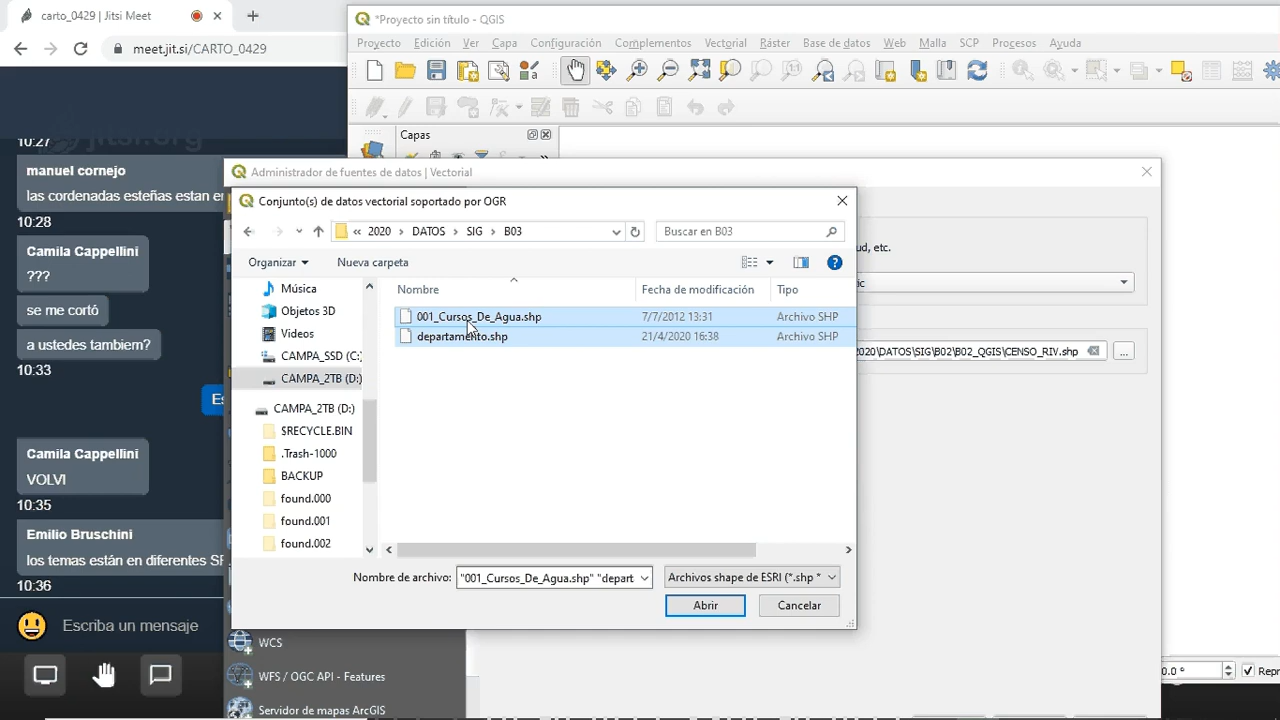 carto_0429 | Jitsi Meet
meet.jit.si/CARTO_0429
jitsi.org
10:27
manuel cornejo
las cordenadas esteñas estan en
10:28
Camila Cappellini
???
se me cortó
a ustedes tambiem?
10:33
Es
Camila Cappellini
VOLVI
10:35
Emilio Bruschini
los temas están en diferentes SF
10:36
Escriba un mensaje
*Proyecto sin título - QGIS
Proyecto Edición Ver Capa Configuración Complementos Vectorial Ráster Base de datos Web Malla SCP Procesos Ayuda
Capas
Administrador de fuentes de datos | Vectorial
ud, etc.
ic
2020\DATOS\SIG\B02\B02_QGIS\CENSO_RIV.shp
...
Conjunto(s) de datos vectorial soportado por OGR
« 2020 › DATOS › SIG › B03
Buscar en B03
Organizar
Nueva carpeta
Música
Objetos 3D
Videos
CAMPA_SSD (C:)
CAMPA_2TB (D:)
CAMPA_2TB (D:)
$RECYCLE.BIN
.Trash-1000
BACKUP
found.000
found.001
found.002
Nombre Fecha de modificación Tipo
001_Cursos_De_Agua.shp 7/7/2012 13:31 Archivo SHP
departamento.shp 21/4/2020 16:38 Archivo SHP
Nombre de archivo: "001_Cursos_De_Agua.shp" "depart
Archivos shape de ESRI (*.shp *
Abrir
Cancelar
WCS
WFS / OGC API - Features
Servidor de mapas ArcGIS
0.0 °
Repr